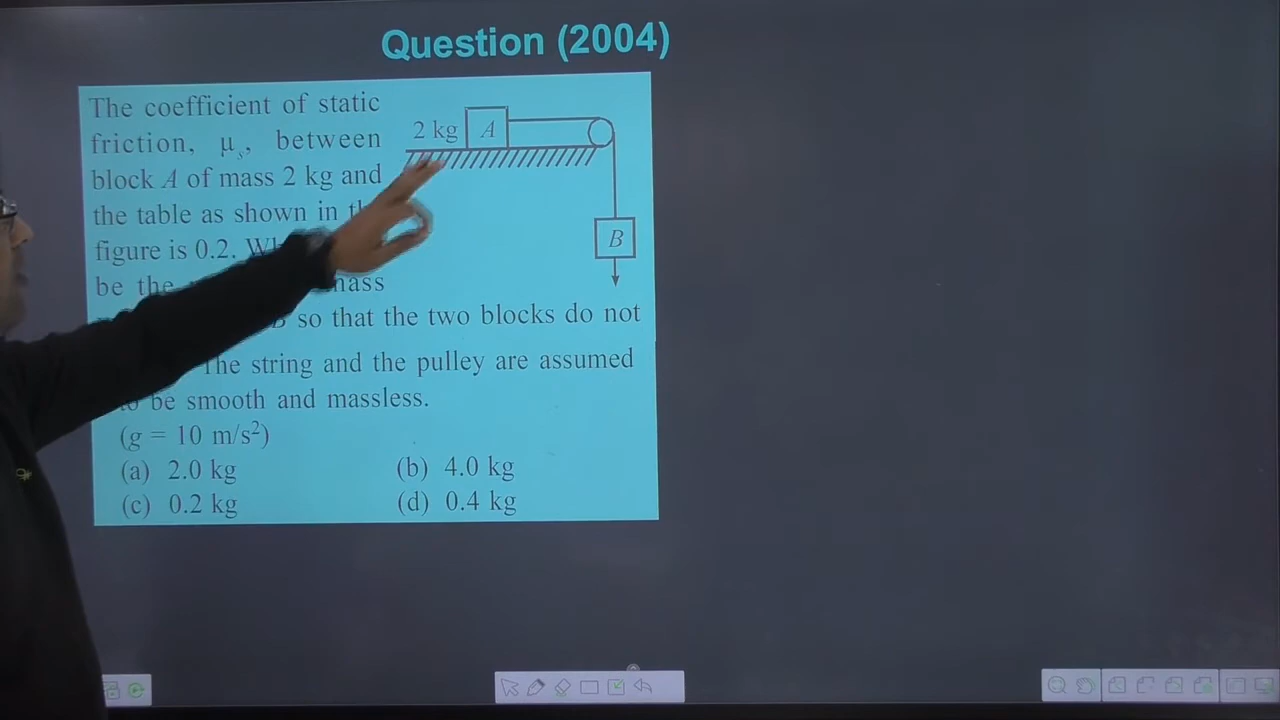 Question (2004)
The coefficient of static
friction, μs, between
block A of mass 2 kg and
the table as shown in
figure is 0.2.
be the mass
B so that the two blocks do not
The string and the pulley are assumed
to be smooth and massless.
(g = 10 m/s²)
(a) 2.0 kg (b) 4.0 kg
(c) 0.2 kg (d) 0.4 kg
2 kg A
B